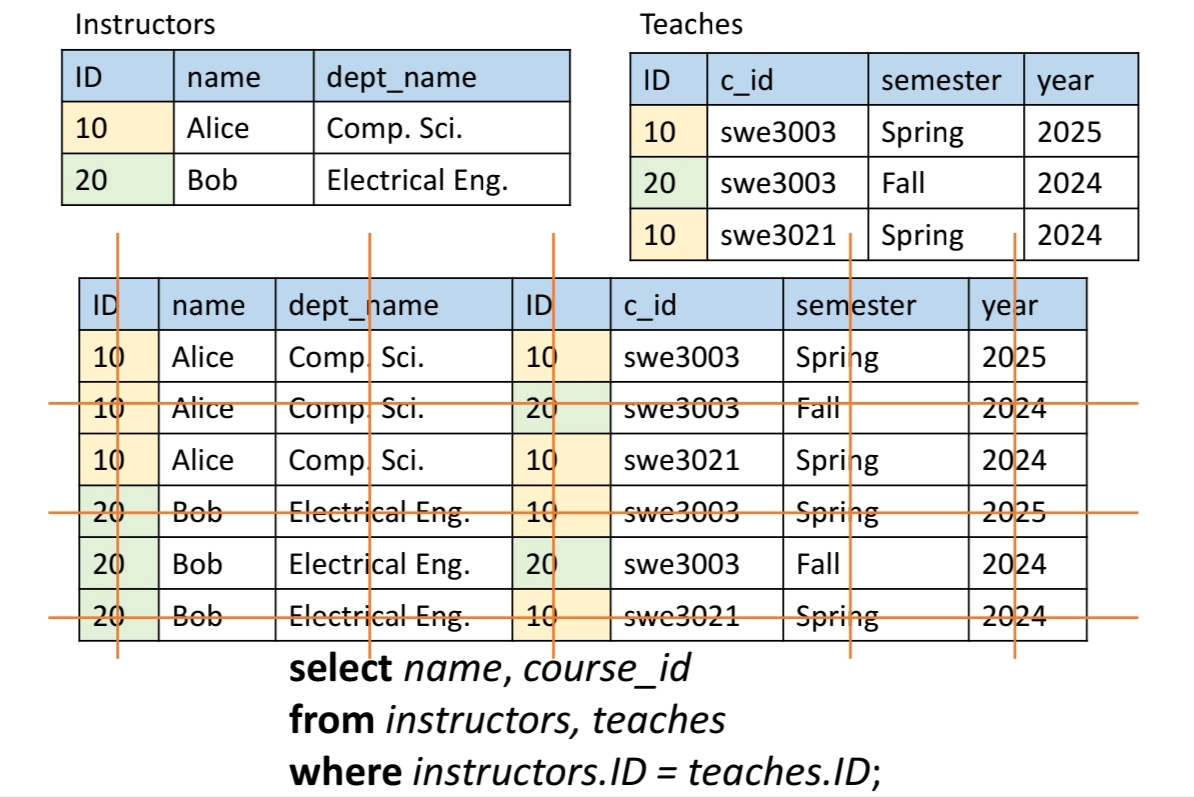 Instructors
ID name dept_name
10 Alice Comp. Sci.
20 Bob Electrical Eng.
Teaches
ID c_id semester year
10 swe3003 Spring 2025
20 swe3003 Fall 2024
10 swe3021 Spring 2024
ID name dept_name ID c_id semester year
10 Alice Comp. Sci. 10 swe3003 Spring 2025
10 Alice Comp. Sci. 20 swe3003 Fall 2024
10 Alice Comp. Sci. 10 swe3021 Spring 2024
20 Bob Electrical Eng. 10 swe3003 Spring 2025
20 Bob Electrical Eng. 20 swe3003 Fall 2024
20 Bob Electrical Eng. 10 swe3021 Spring 2024
select name, course_id
from instructors, teaches
where instructors.ID = teaches.ID;